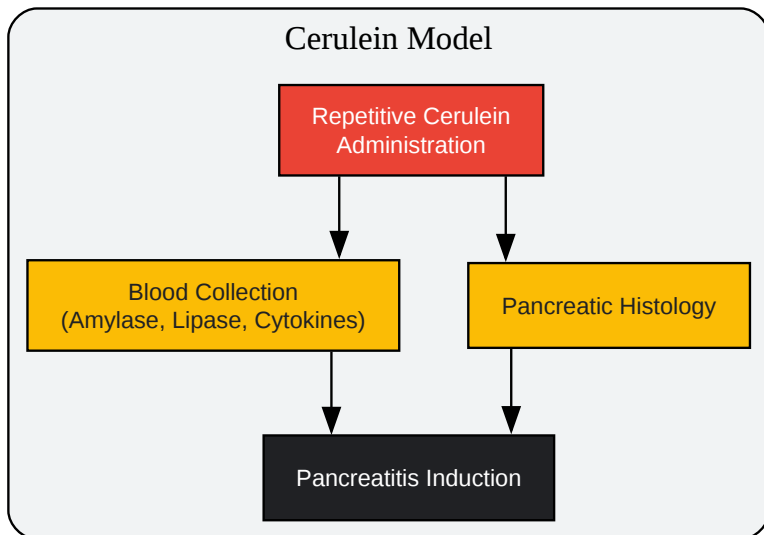 Cerulein Model
Repetitive Cerulein
Administration
Blood Collection
(Amylase, Lipase, Cytokines)
Pancreatic Histology
Pancreatitis Induction